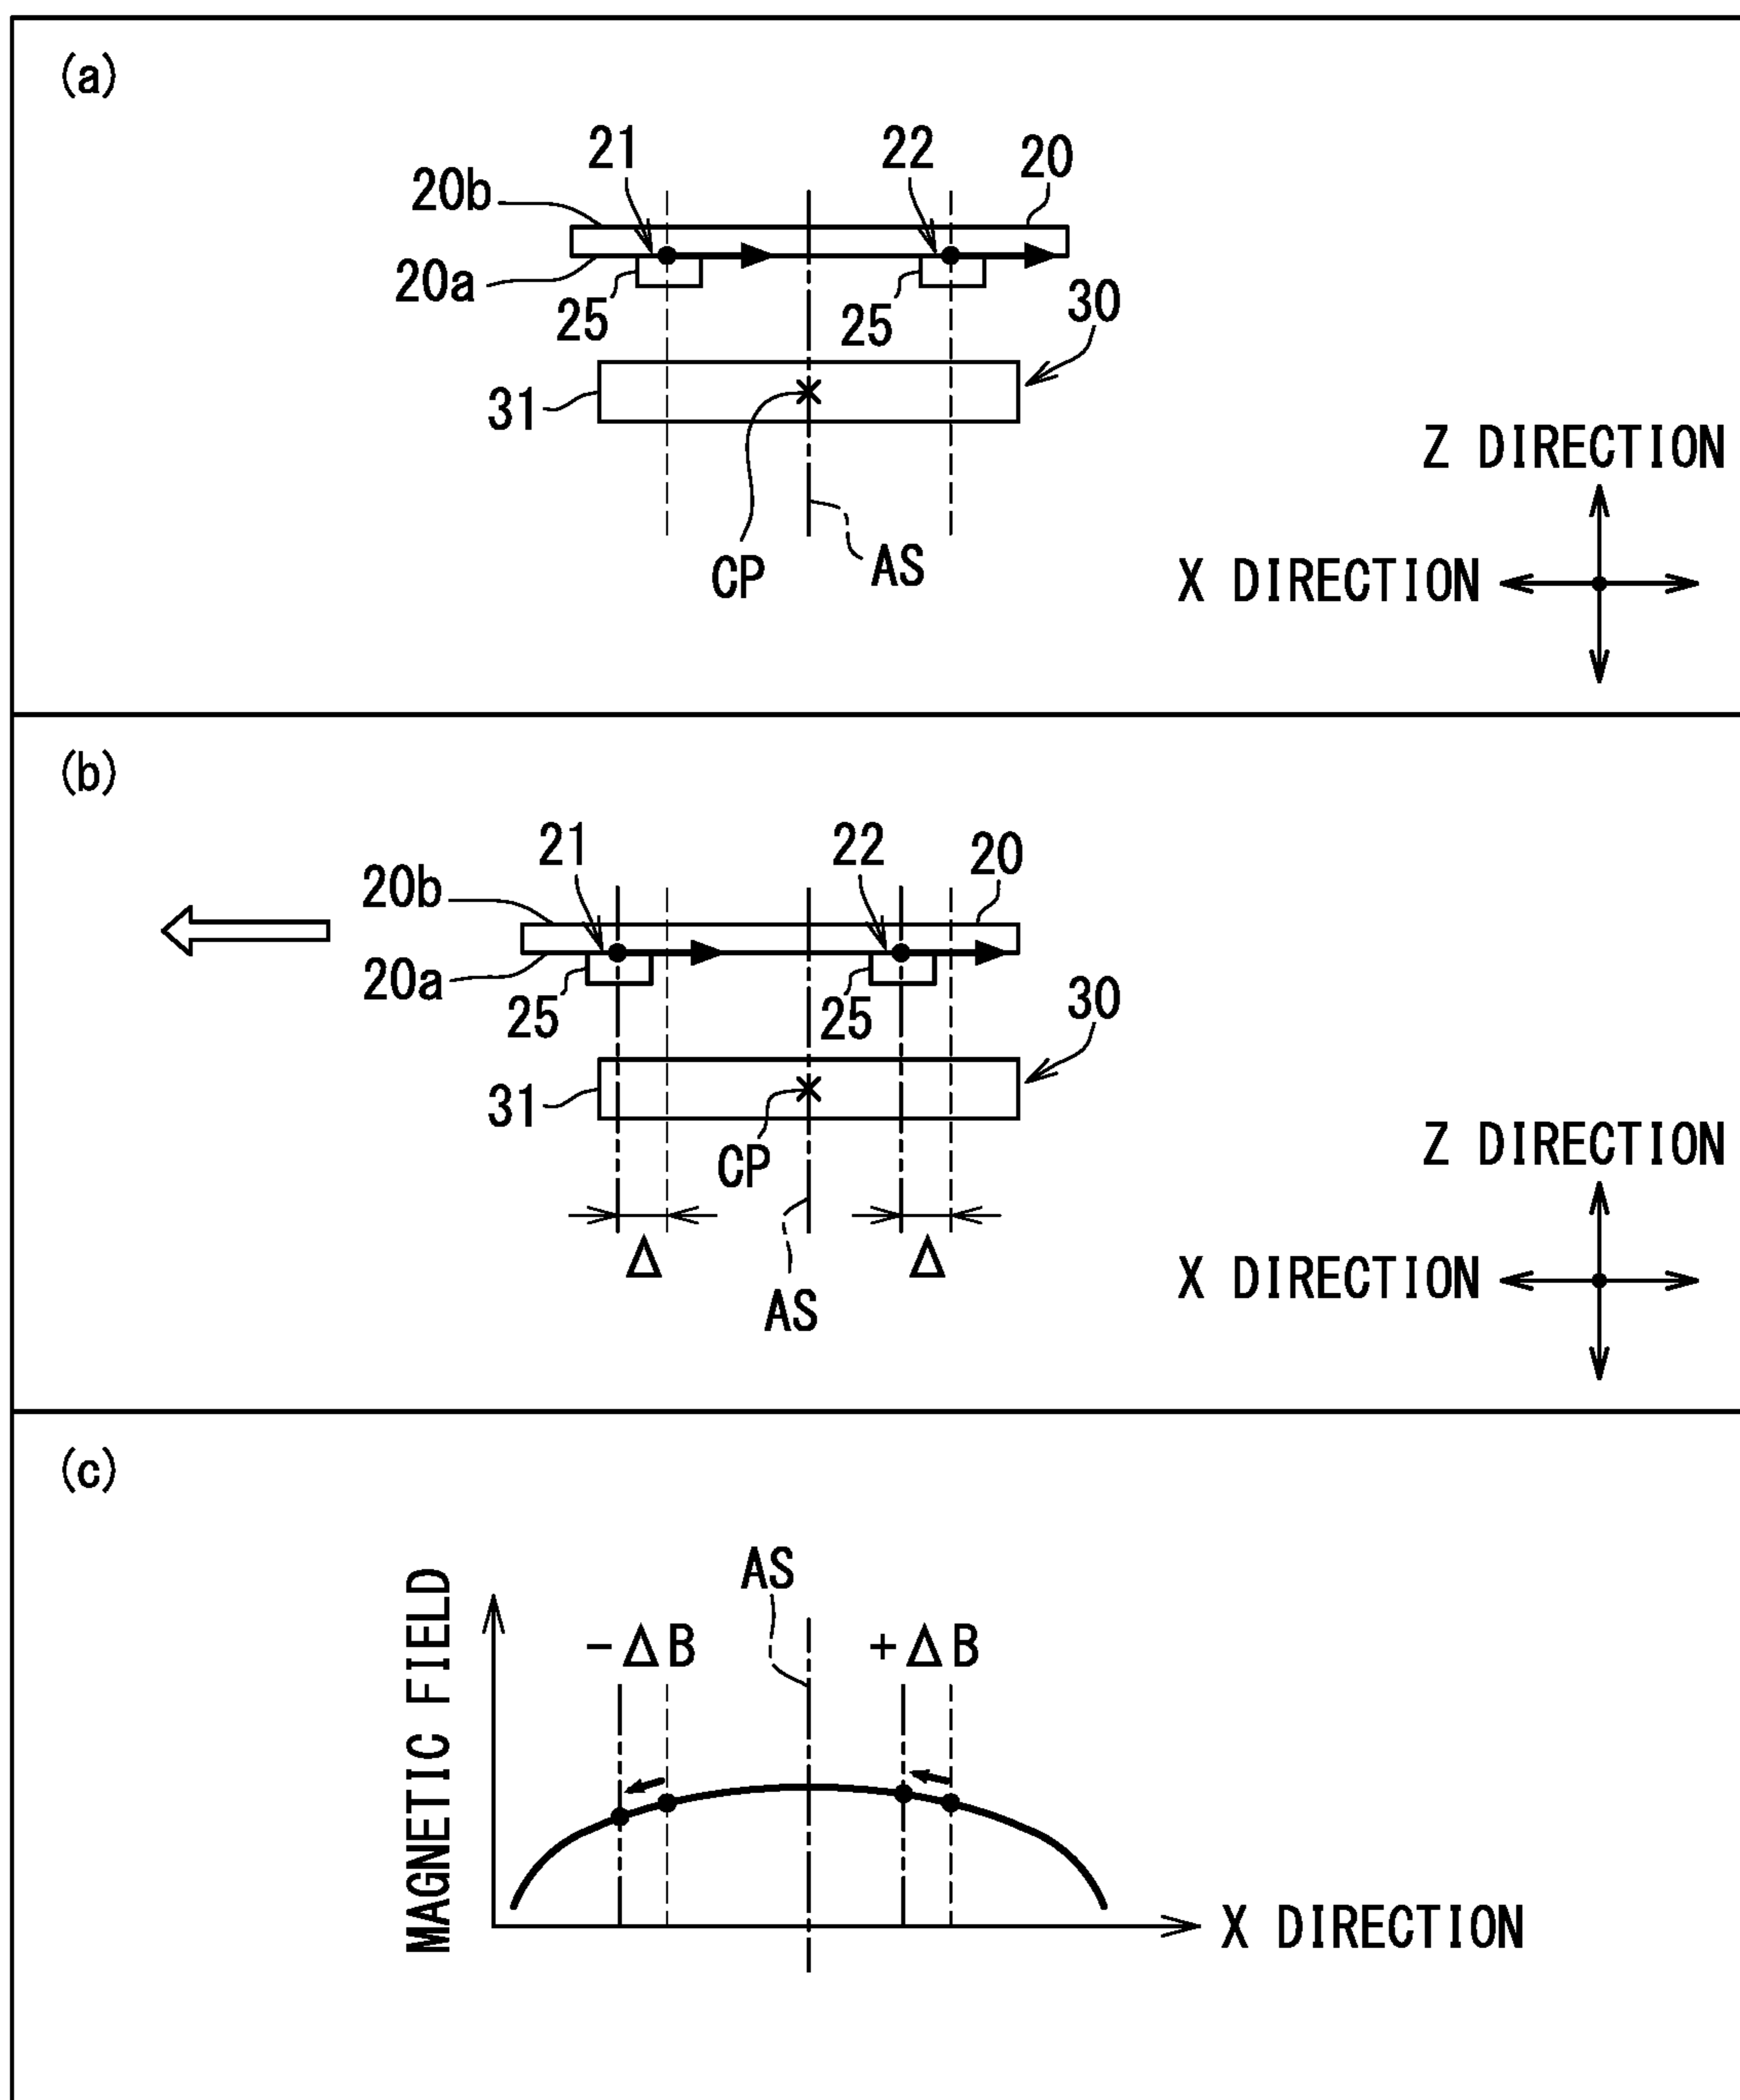 (a)
21
22
20
20b
20a
25
25
30
31
Z DIRECTION
CP
AS
X DIRECTION
(b)
21
22
20
20b
20a
25
25
30
31
CP
Z DIRECTION
Δ
Δ
X DIRECTION
AS
(c)
AS
-ΔB
+ΔB
MAGNETIC FIELD
X DIRECTION